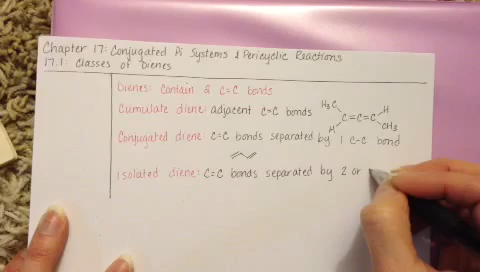 Chapter 17: Conjugated Pi Systems & Pericyclic Reactions
17.1: Classes of Dienes
Dienes: Contain 2 C=C bonds
Cumulate diene: adjacent C=C bonds
H3C H
C=C=C
H CH3
Conjugated diene: C=C bonds separated by 1 C-C bond
Isolated diene: C=C bonds separated by 2 or